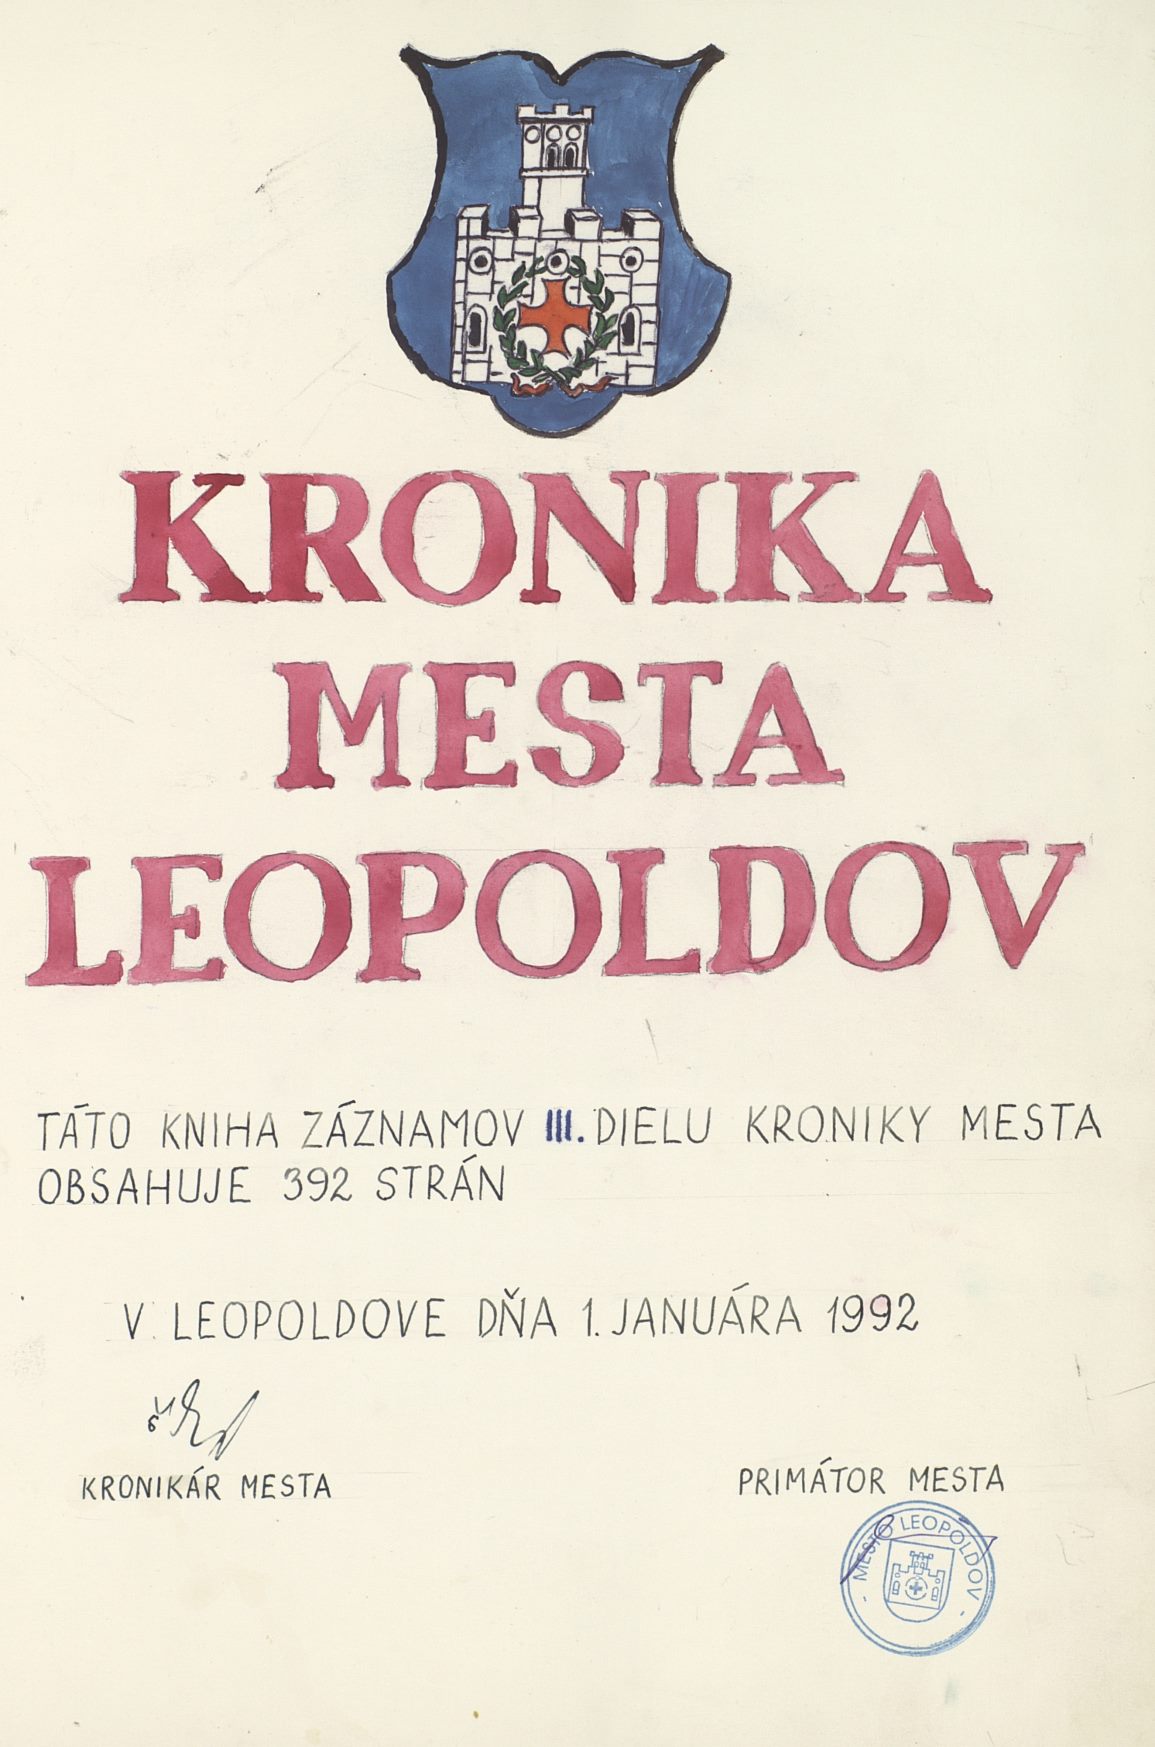 KRONIKA
MESTA
LEOPOLDOV
TÁTO KNIHA ZÁZNAMOV III. DIELU KRONIKY MESTA
OBSAHUJE 392 STRÁN
V LEOPOLDOVE DŇA 1. JANUÁRA 1992
KRONIKÁR MESTA
PRIMÁTOR MESTA
- MESTO LEOPOLDOV -